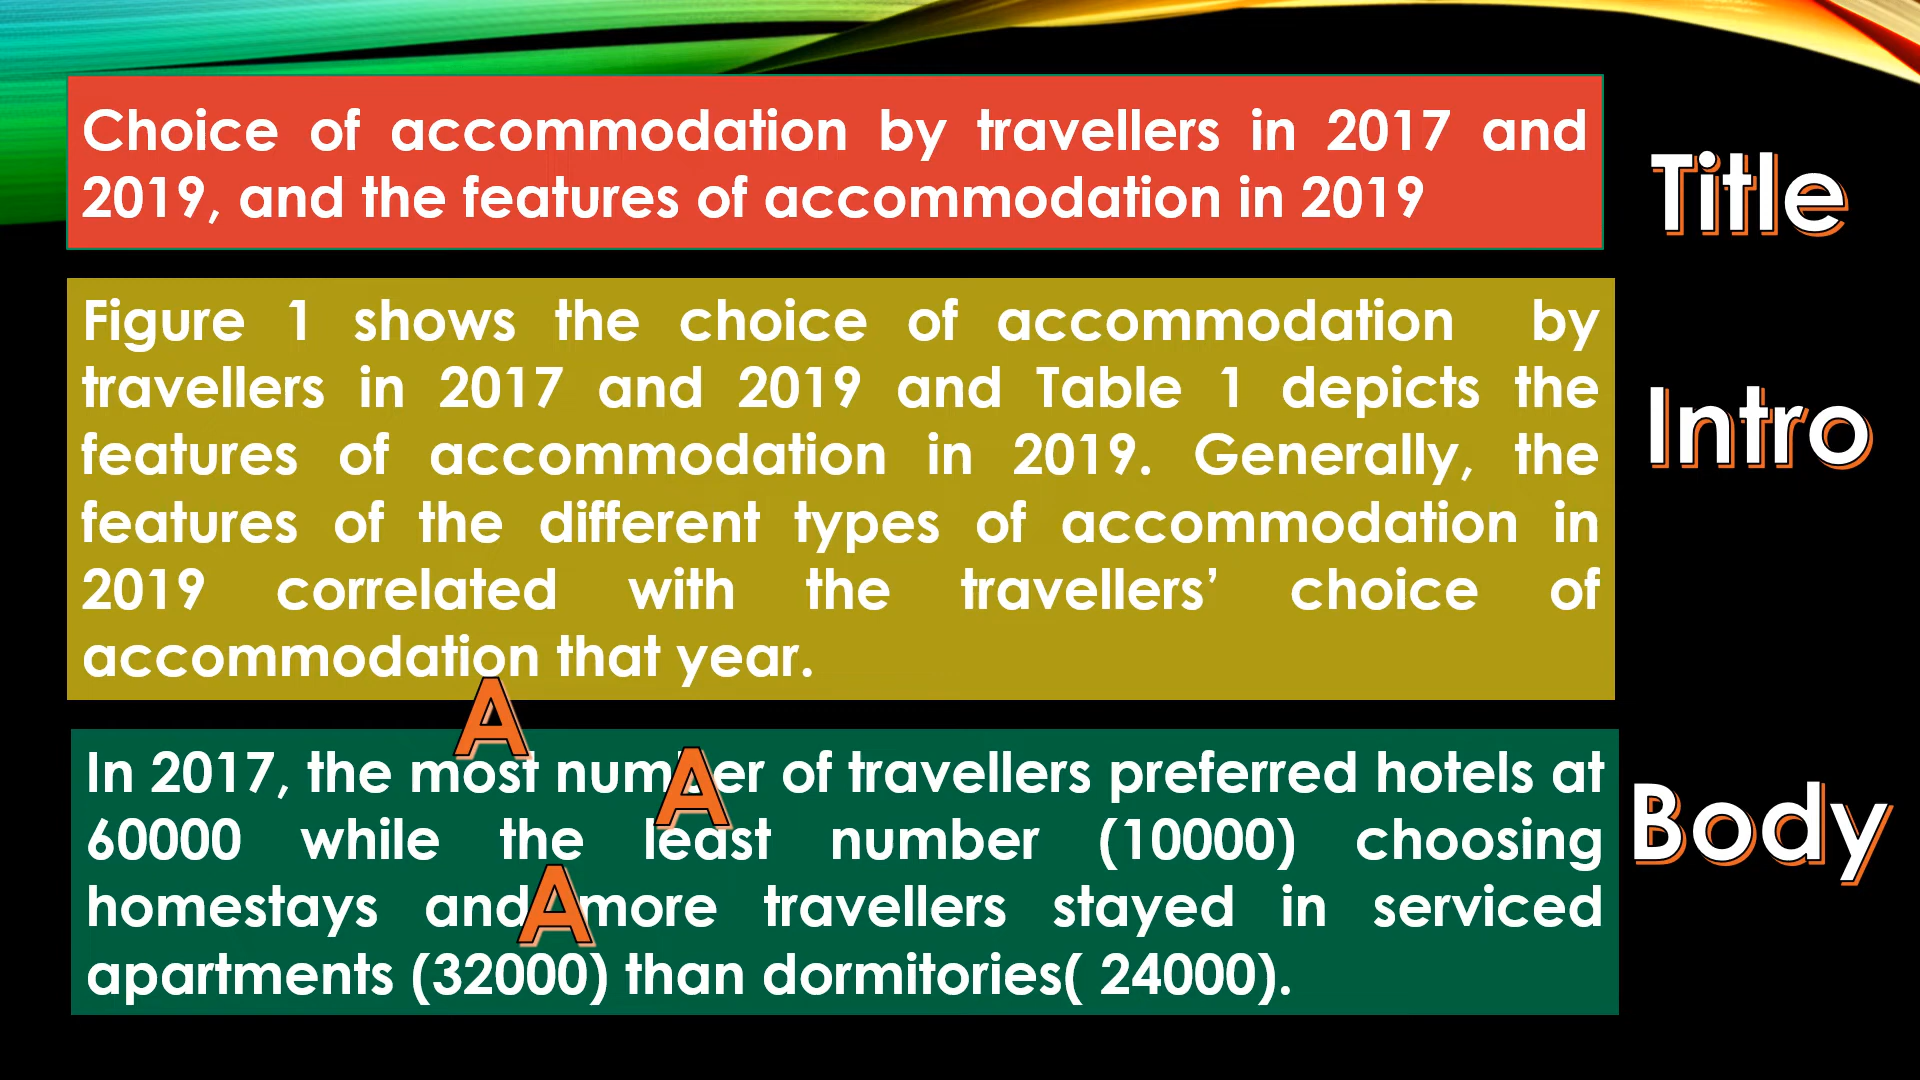 Choice of accommodation by travellers in 2017 and
2019, and the features of accommodation in 2019
Title
Figure 1 shows the choice of accommodation by
travellers in 2017 and 2019 and Table 1 depicts the
features of accommodation in 2019. Generally, the
features of the different types of accommodation in
2019 correlated with the travellers’ choice of
accommodation that year.
Intro
A
A
In 2017, the most number of travellers preferred hotels at
60000 while the least number (10000) choosing
A
homestays and more travellers stayed in serviced
apartments (32000) than dormitories( 24000).
Body